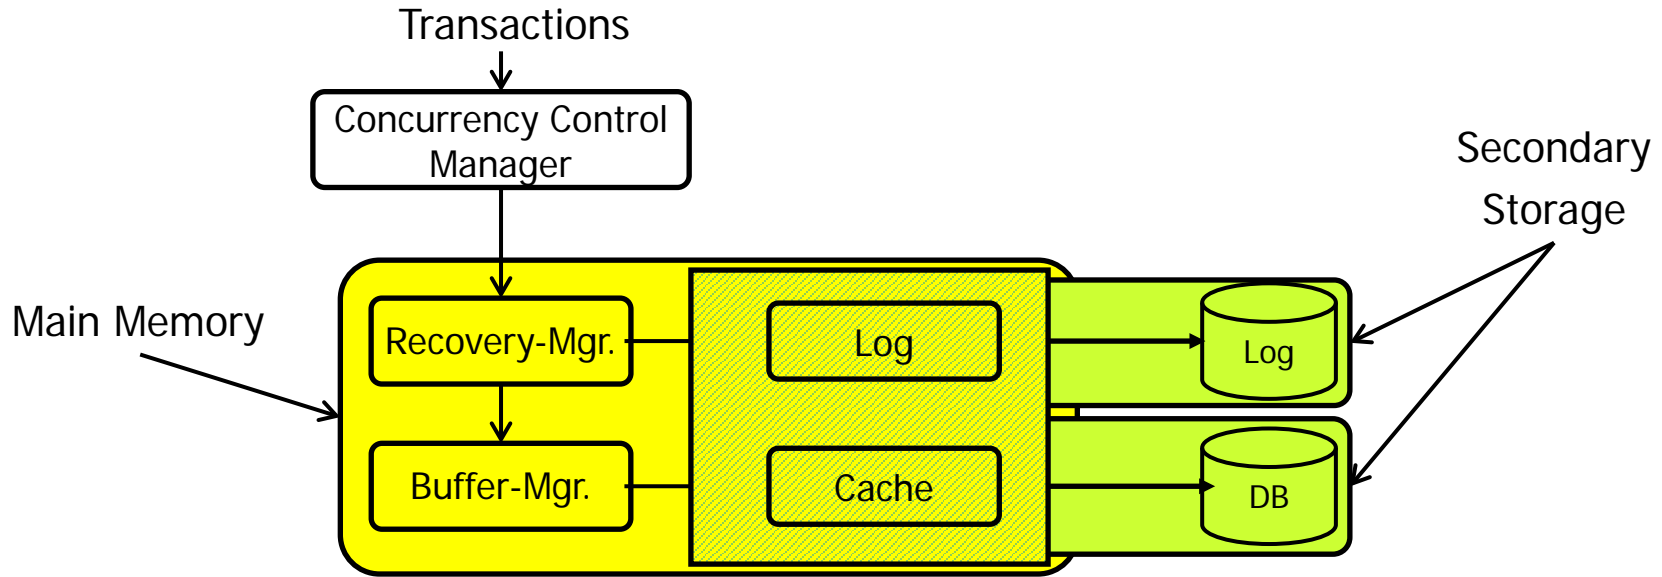 Transactions
Concurrency Control
Manager
Secondary
Storage
Main Memory
Recovery-Mgr.
Log
Log
Buffer-Mgr.
Cache
DB